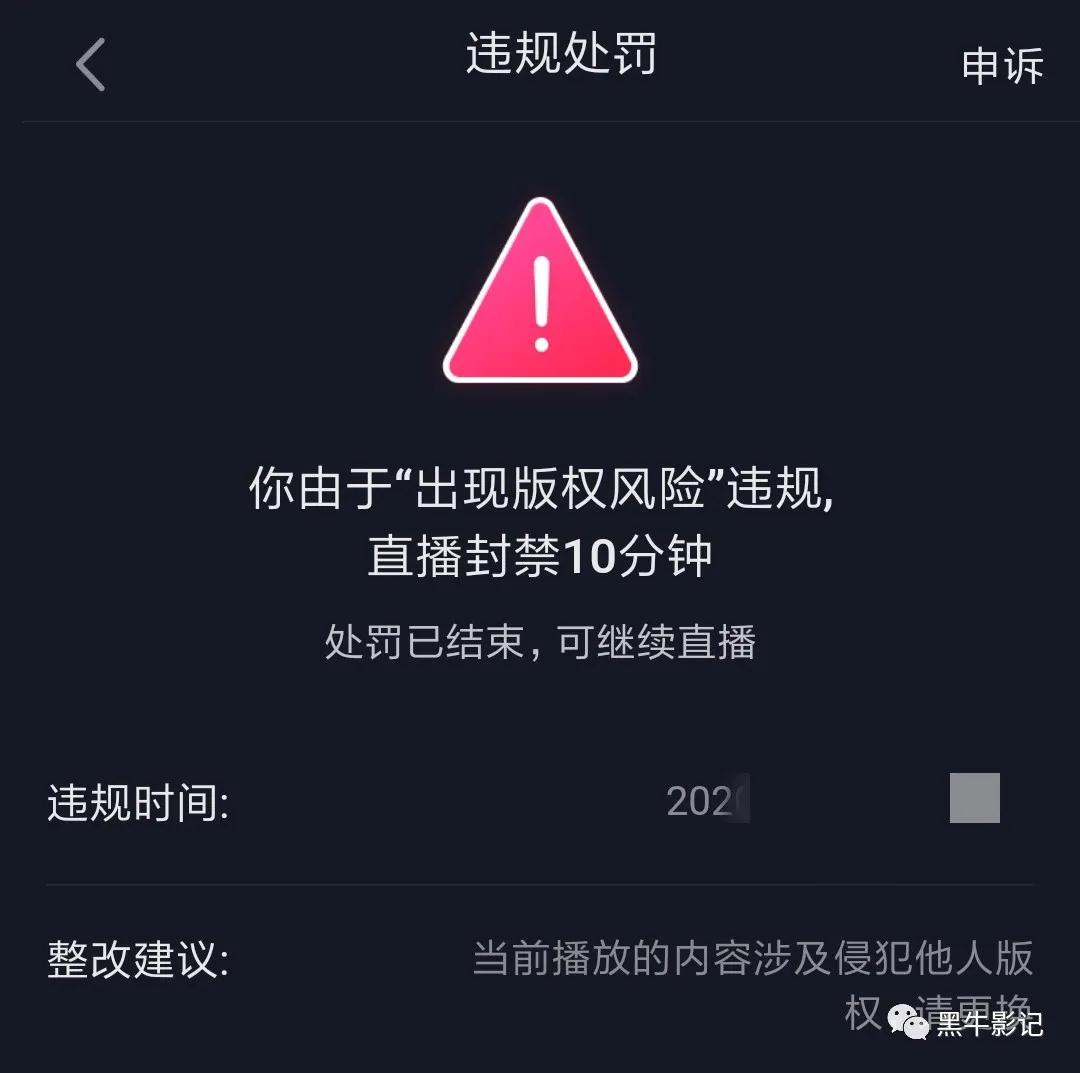 违规处罚
申诉
你由于“出现版权风险”违规,
直播封禁10分钟
处罚已结束，可继续直播
违规时间:
202
整改建议:
当前播放的内容涉及侵犯他人版
权 请更换
黑牛影记